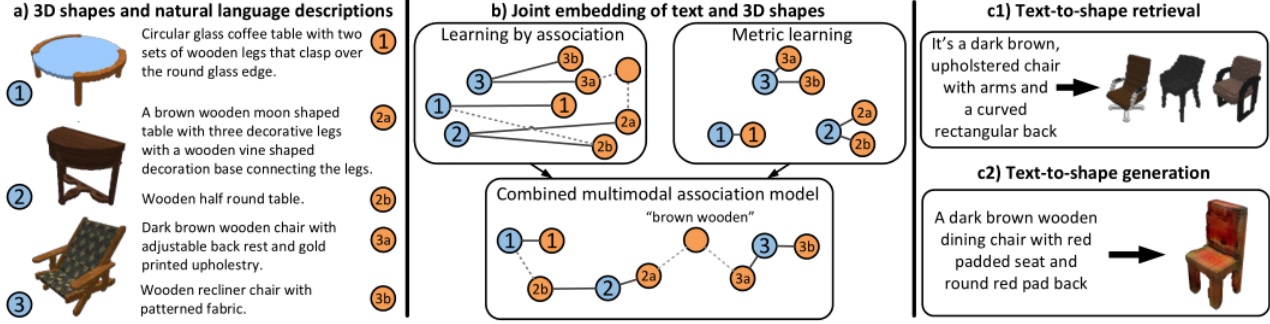 a) 3D shapes and natural language descriptions
Circular glass coffee table with two
sets of wooden legs that clasp over
the round glass edge.
1
1
A brown wooden moon shaped
table with three decorative legs
with a wooden vine shaped
decoration base connecting the legs.
2a
2
Wooden half round table.
2b
Dark brown wooden chair with
adjustable back rest and gold
printed upholestry.
3a
Wooden recliner chair with
patterned fabric.
3
3b
b) Joint embedding of text and 3D shapes
Learning by association
3b
3
3a
1
1
2
2a
2b
Metric learning
3a
3
3b
1
1
2
2a
2b
Combined multimodal association model
"brown wooden"
1
1
3
3b
2b
2
2a
3a
c1) Text-to-shape retrieval
It's a dark brown,
upholstered chair
with arms and
a curved
rectangular back
c2) Text-to-shape generation
A dark brown wooden
dining chair with red
padded seat and
round red pad back